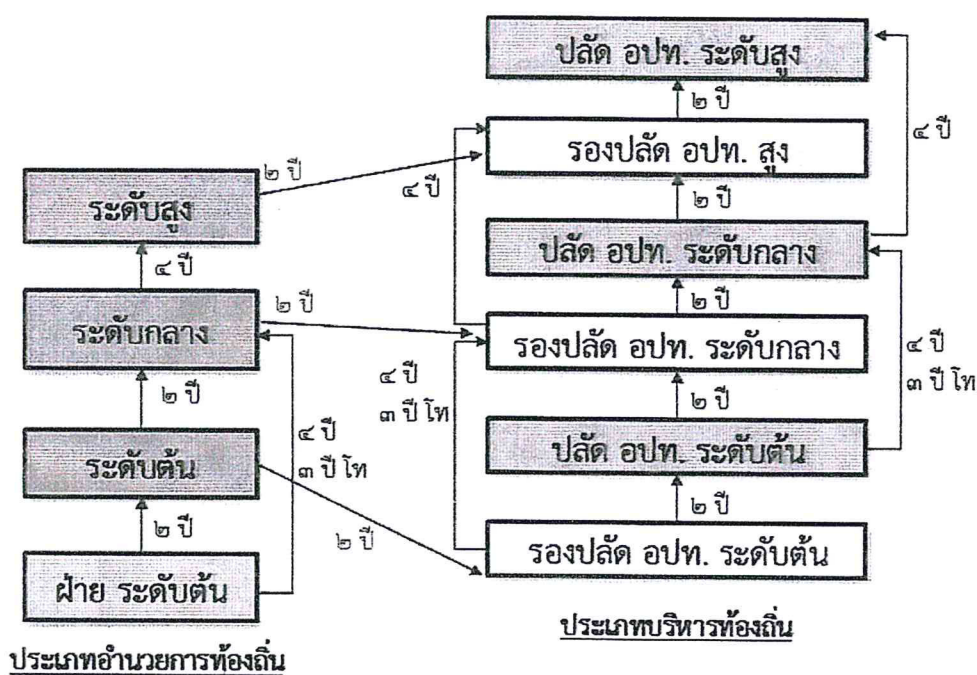 ปลัด อปท. ระดับสูง
๒ ปี
๔ ปี
รองปลัด อปท. สูง
๒ ปี
๔ ปี
ระดับสูง
๒ ปี
ปลัด อปท. ระดับกลาง
๔ ปี
๒ ปี
๒ ปี
ระดับกลาง
รองปลัด อปท. ระดับกลาง
๔ ปี
๓ ปี โท
๔ ปี
๓ ปี โท
๒ ปี
๒ ปี
๔ ปี
๓ ปี โท
ระดับต้น
ปลัด อปท. ระดับต้น
๒ ปี
๒ ปี
๒ ปี
ฝ่าย ระดับต้น
รองปลัด อปท. ระดับต้น
ประเภทอำนวยการท้องถิ่น
ประเภทบริหารท้องถิ่น